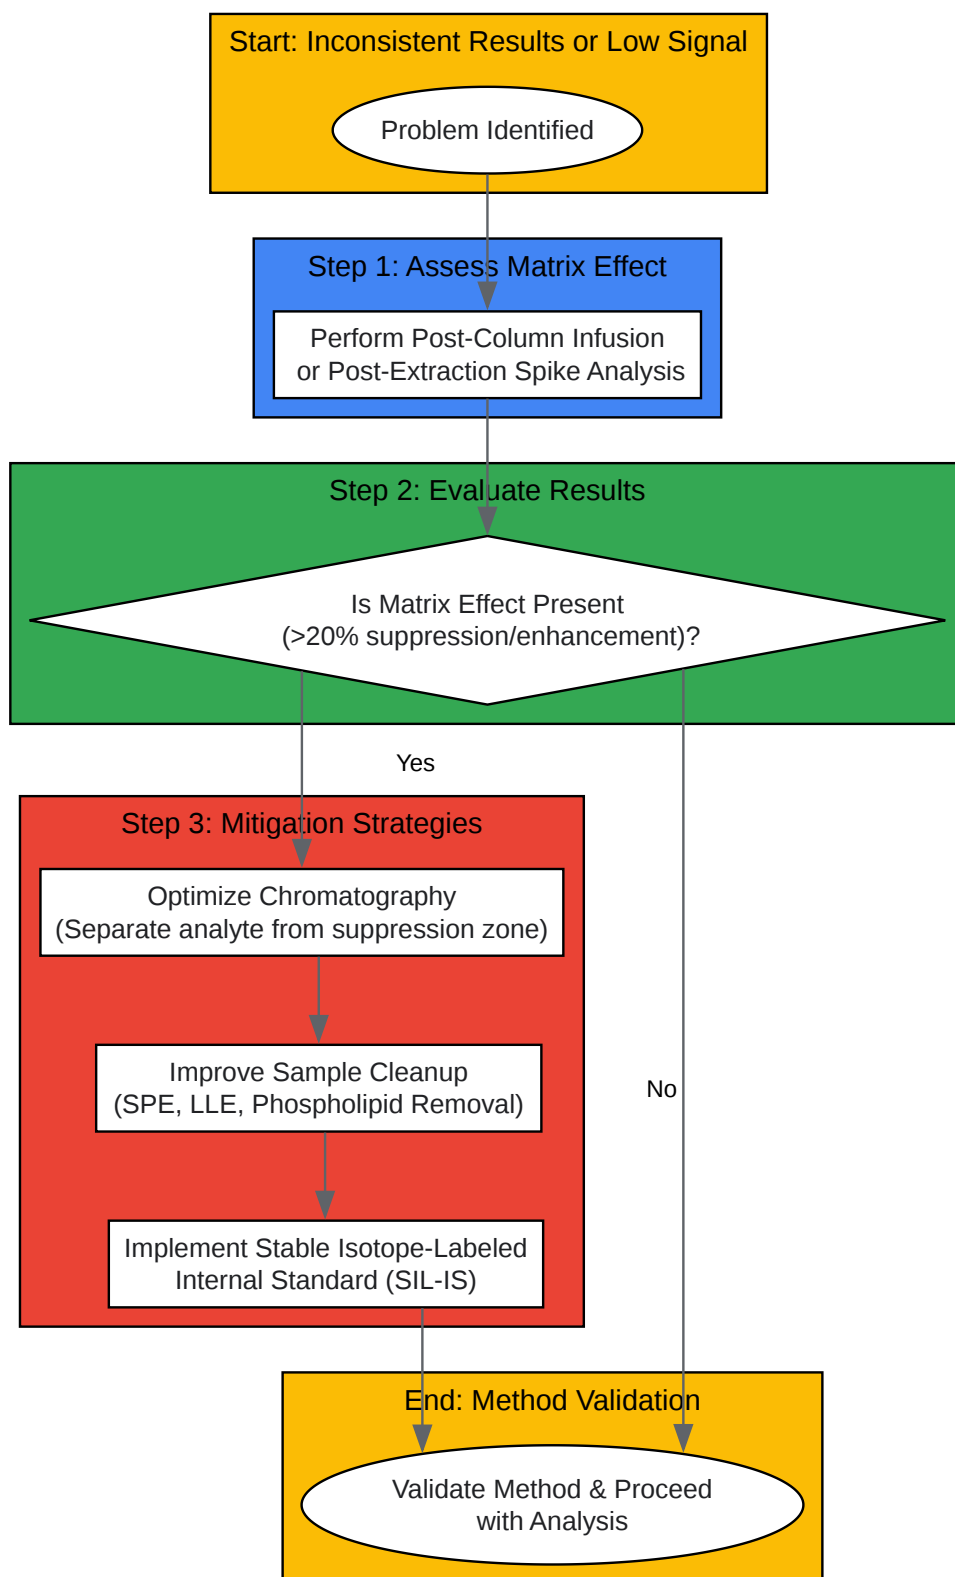 Start: Inconsistent Results or Low Signal
Problem Identified
Step 1: Assess Matrix Effect
Perform Post-Column Infusion
or Post-Extraction Spike Analysis
Step 2: Evaluate Results
Is Matrix Effect Present
(>20% suppression/enhancement)?
Yes
Step 3: Mitigation Strategies
Optimize Chromatography
(Separate analyte from suppression zone)
Improve Sample Cleanup
(SPE, LLE, Phospholipid Removal)
No
Implement Stable Isotope-Labeled
Internal Standard (SIL-IS)
End: Method Validation
Validate Method & Proceed
with Analysis